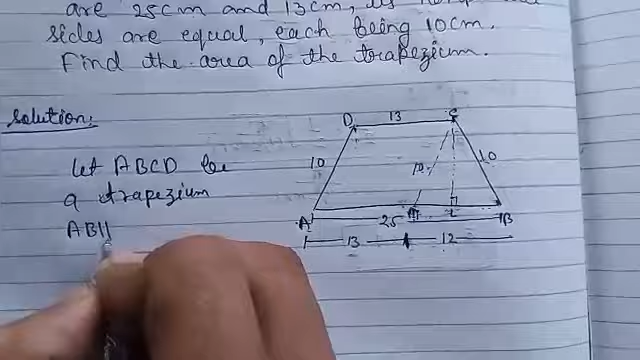 are 25cm and 13cm, its
sides are equal, each being 10cm.
Find the area of the trapezium.
Solution:
D 13 C
let ABCD be
10 10 10
a trapezium
A 25 M L B
AB||
13 12